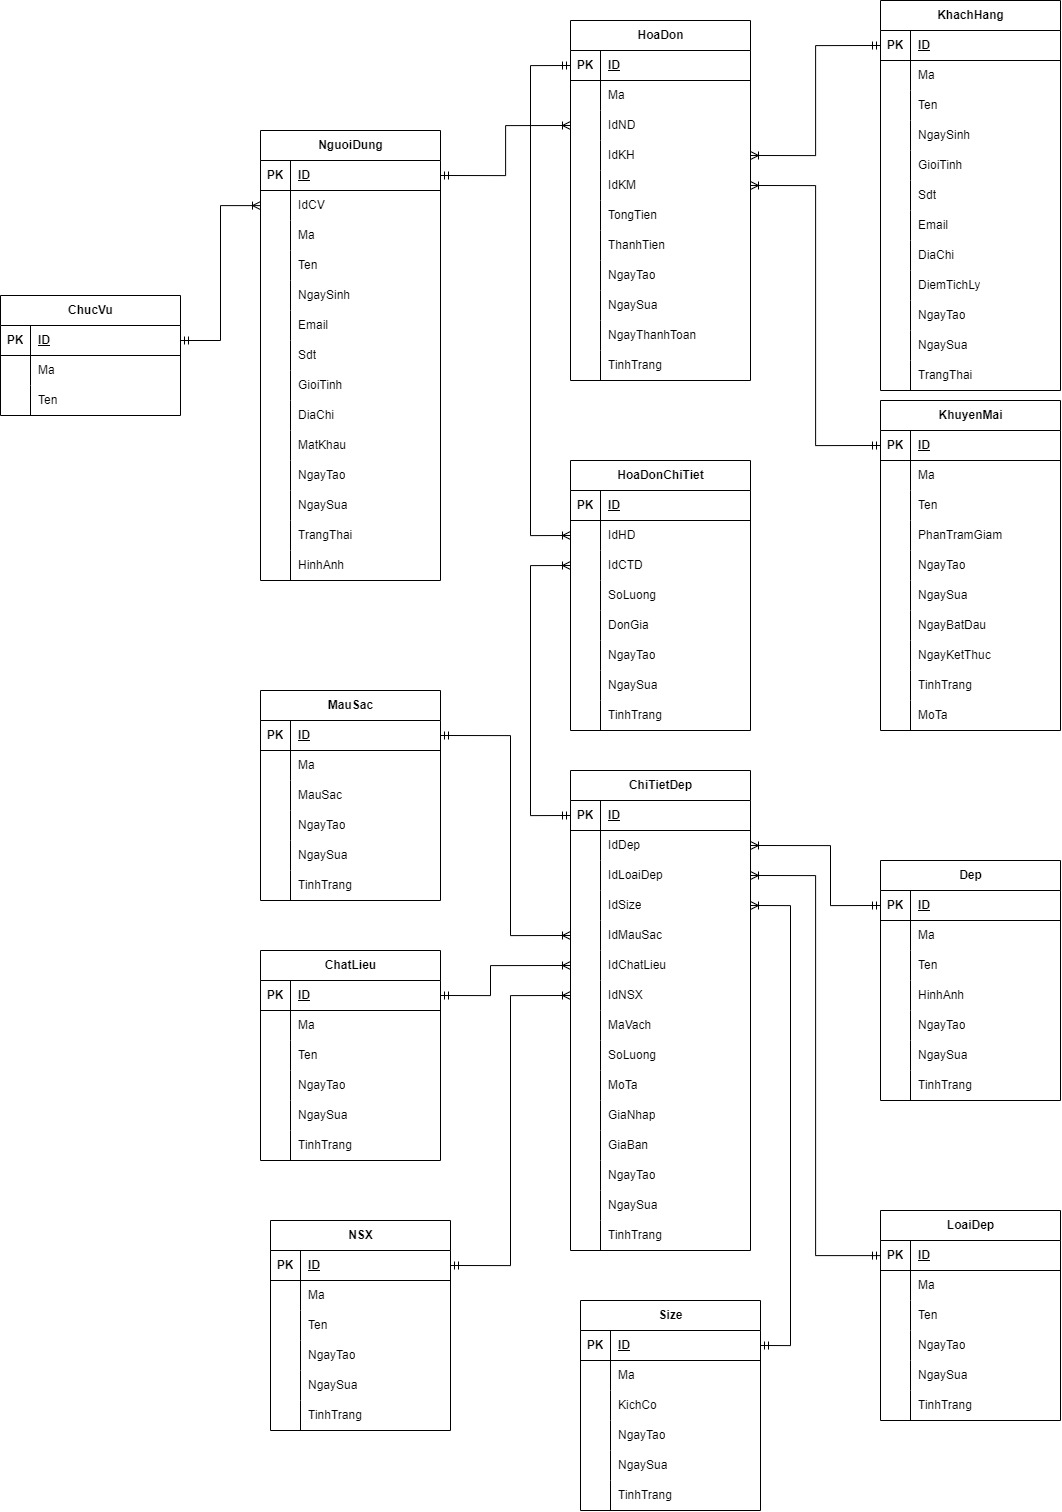 KhachHang
PK ID
Ma
Ten
NgaySinh
GioiTinh
Sdt
Email
DiaChi
DiemTichLy
NgayTao
NgaySua
TrangThai
HoaDon
PK ID
Ma
IdND
IdKH
IdKM
TongTien
ThanhTien
NgayTao
NgaySua
NgayThanhToan
TinhTrang
NguoiDung
PK ID
IdCV
Ma
Ten
NgaySinh
Email
Sdt
GioiTinh
DiaChi
MatKhau
NgayTao
NgaySua
TrangThai
HinhAnh
ChucVu
PK ID
Ma
Ten
KhuyenMai
PK ID
Ma
Ten
PhanTramGiam
NgayTao
NgaySua
NgayBatDau
NgayKetThuc
TinhTrang
MoTa
HoaDonChiTiet
PK ID
IdHD
IdCTD
SoLuong
DonGia
NgayTao
NgaySua
TinhTrang
MauSac
PK ID
Ma
MauSac
NgayTao
NgaySua
TinhTrang
ChiTietDep
PK ID
IdDep
IdLoaiDep
IdSize
IdMauSac
IdChatLieu
IdNSX
MaVach
SoLuong
MoTa
GiaNhap
GiaBan
NgayTao
NgaySua
TinhTrang
Dep
PK ID
Ma
Ten
HinhAnh
NgayTao
NgaySua
TinhTrang
ChatLieu
PK ID
Ma
Ten
NgayTao
NgaySua
TinhTrang
NSX
PK ID
Ma
Ten
NgayTao
NgaySua
TinhTrang
LoaiDep
PK ID
Ma
Ten
NgayTao
NgaySua
TinhTrang
Size
PK ID
Ma
KichCo
NgayTao
NgaySua
TinhTrang